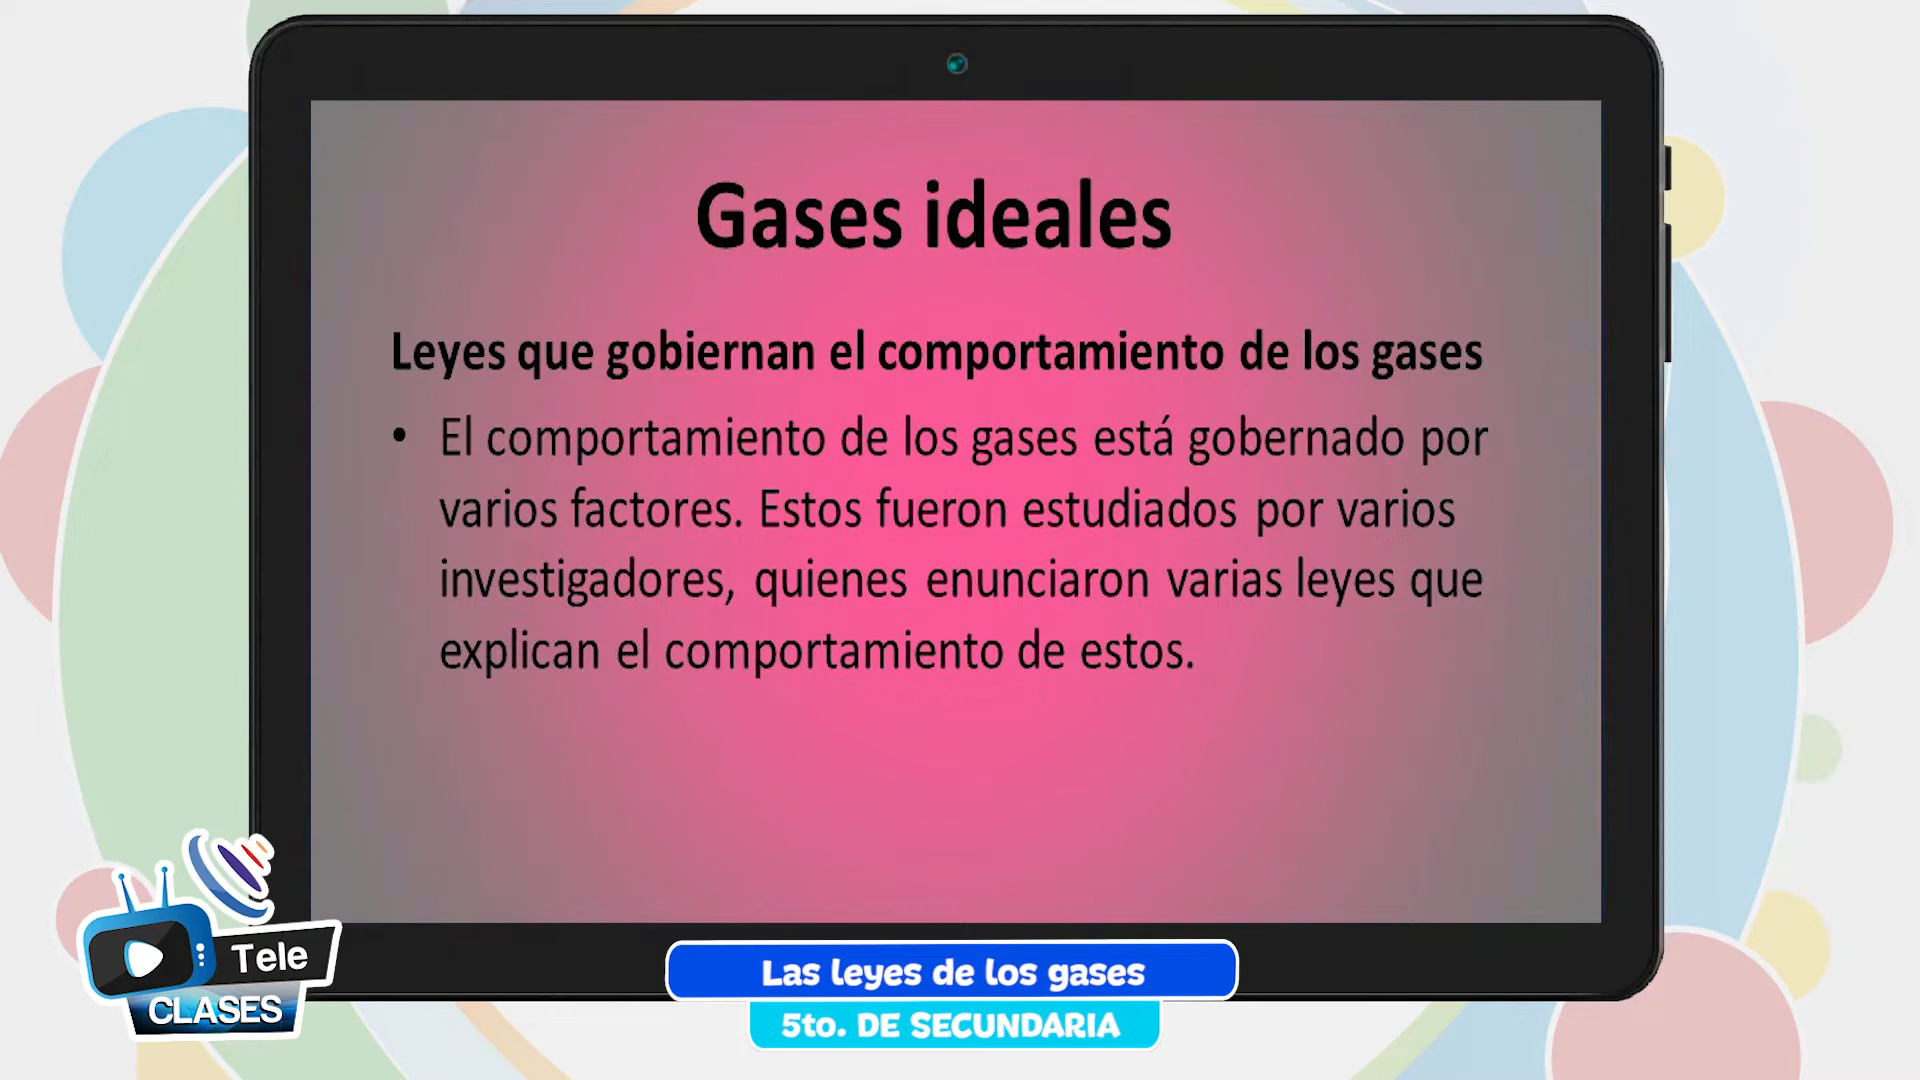 Gases ideales
Leyes que gobiernan el comportamiento de los gases
• El comportamiento de los gases está gobernado por
varios factores. Estos fueron estudiados por varios
investigadores, quienes enunciaron varias leyes que
explican el comportamiento de estos.
Tele
CLASES
Las leyes de los gases
5to. DE SECUNDARIA